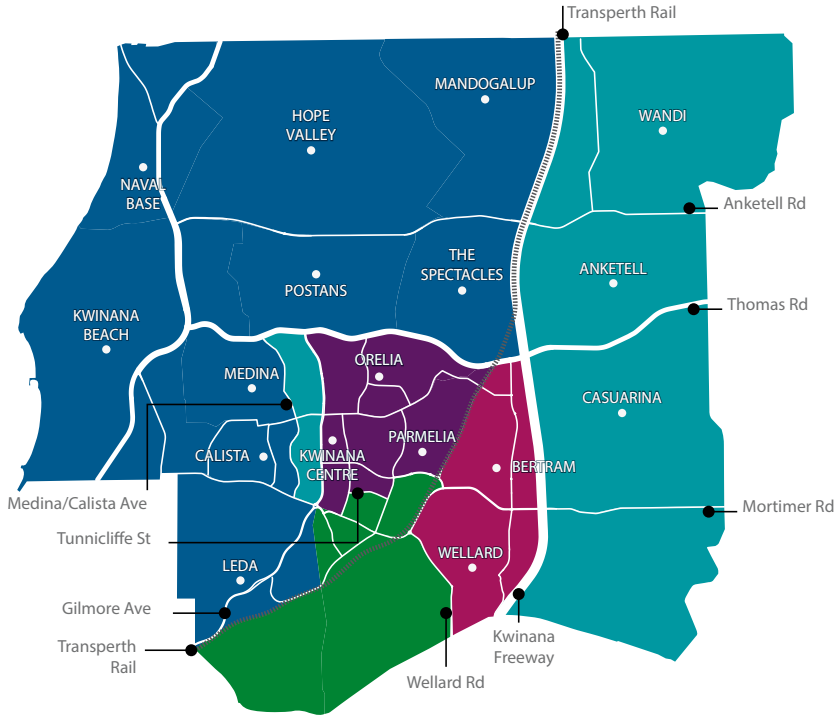 Transperth Rail
MANDOGALUP
HOPE
VALLEY
WANDI
NAVAL
BASE
Anketell Rd
THE
SPECTACLES
ANKETELL
POSTANS
Thomas Rd
KWINANA
BEACH
ORELIA
MEDINA
CASUARINA
PARMELIA
CALISTA
KWINANA
CENTRE
BERTRAM
Medina/Calista Ave
Mortimer Rd
Tunnicliffe St
WELLARD
LEDA
Gilmore Ave
Kwinana
Freeway
Transperth
Rail
Wellard Rd